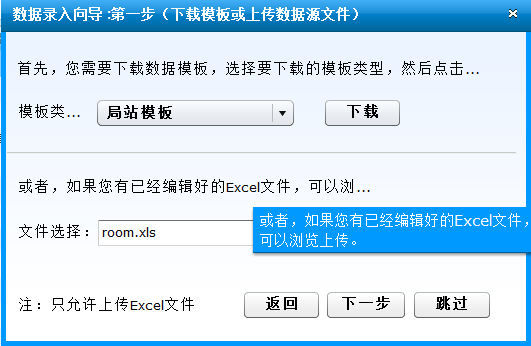 数据录入向导 :第一步（下载模板或上传数据源文件）
首先，您需要下载数据模板，选择要下载的模板类型，然后点击...
模板类... 局站模板 下载
或者，如果您有已经编辑好的Excel文件，可以浏...
或者，如果您有已经编辑好的Excel文件，
可以浏览上传。
文件选择： room.xls
注：只允许上传Excel文件 返回 下一步 跳过